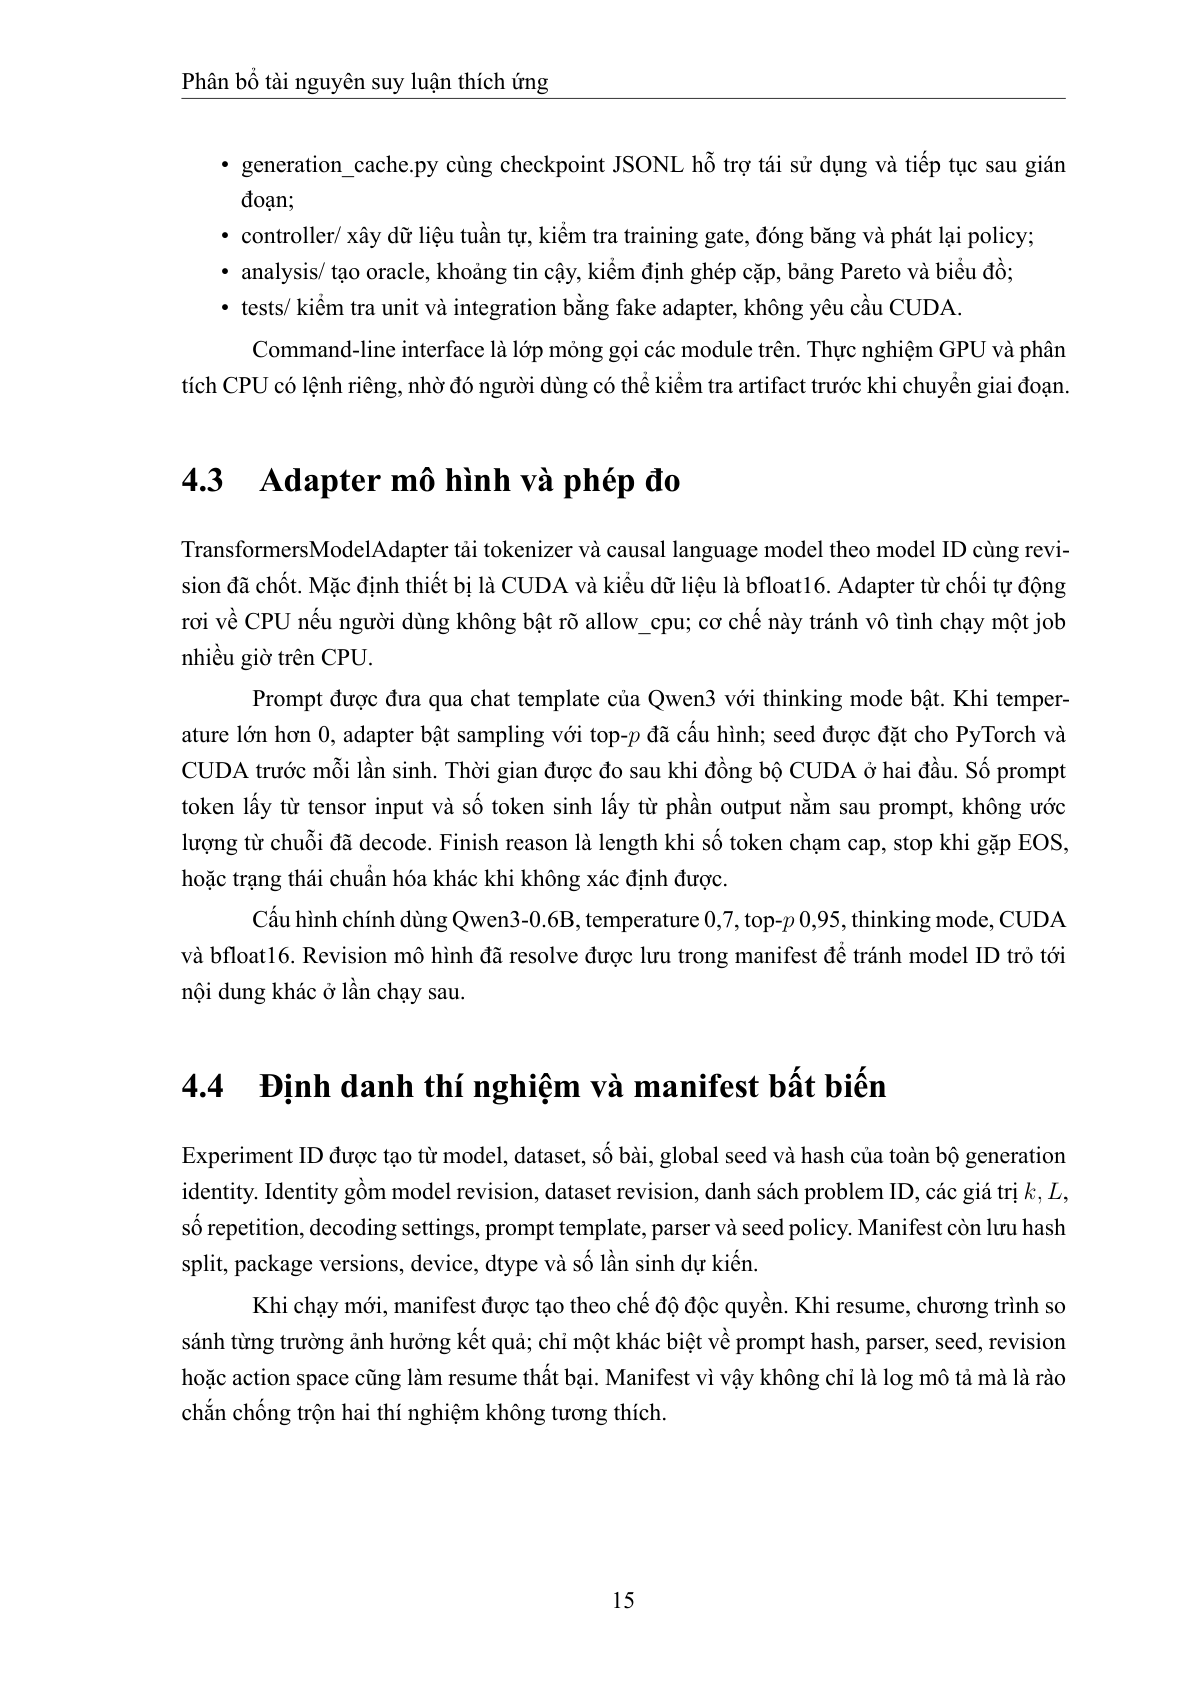 Phân bổ tài nguyên suy luận thích ứng
• generation_cache.py cùng checkpoint JSONL hỗ trợ tái sử dụng và tiếp tục sau gián
đoạn;
• controller/ xây dữ liệu tuần tự, kiểm tra training gate, đóng băng và phát lại policy;
• analysis/ tạo oracle, khoảng tin cậy, kiểm định ghép cặp, bảng Pareto và biểu đồ;
• tests/ kiểm tra unit và integration bằng fake adapter, không yêu cầu CUDA.
Command-line interface là lớp mỏng gọi các module trên. Thực nghiệm GPU và phân
tích CPU có lệnh riêng, nhờ đó người dùng có thể kiểm tra artifact trước khi chuyển giai đoạn.
4.3 Adapter mô hình và phép đo
TransformersModelAdapter tải tokenizer và causal language model theo model ID cùng revi-
sion đã chốt. Mặc định thiết bị là CUDA và kiểu dữ liệu là bfloat16. Adapter từ chối tự động
rơi về CPU nếu người dùng không bật rõ allow_cpu; cơ chế này tránh vô tình chạy một job
nhiều giờ trên CPU.
Prompt được đưa qua chat template của Qwen3 với thinking mode bật. Khi temper-
ature lớn hơn 0, adapter bật sampling với top-p đã cấu hình; seed được đặt cho PyTorch và
CUDA trước mỗi lần sinh. Thời gian được đo sau khi đồng bộ CUDA ở hai đầu. Số prompt
token lấy từ tensor input và số token sinh lấy từ phần output nằm sau prompt, không ước
lượng từ chuỗi đã decode. Finish reason là length khi số token chạm cap, stop khi gặp EOS,
hoặc trạng thái chuẩn hóa khác khi không xác định được.
Cấu hình chính dùng Qwen3-0.6B, temperature 0,7, top-p 0,95, thinking mode, CUDA
và bfloat16. Revision mô hình đã resolve được lưu trong manifest để tránh model ID trỏ tới
nội dung khác ở lần chạy sau.
4.4 Định danh thí nghiệm và manifest bất biến
Experiment ID được tạo từ model, dataset, số bài, global seed và hash của toàn bộ generation
identity. Identity gồm model revision, dataset revision, danh sách problem ID, các giá trị k, L,
số repetition, decoding settings, prompt template, parser và seed policy. Manifest còn lưu hash
split, package versions, device, dtype và số lần sinh dự kiến.
Khi chạy mới, manifest được tạo theo chế độ độc quyền. Khi resume, chương trình so
sánh từng trường ảnh hưởng kết quả; chỉ một khác biệt về prompt hash, parser, seed, revision
hoặc action space cũng làm resume thất bại. Manifest vì vậy không chỉ là log mô tả mà là rào
chắn chống trộn hai thí nghiệm không tương thích.
15